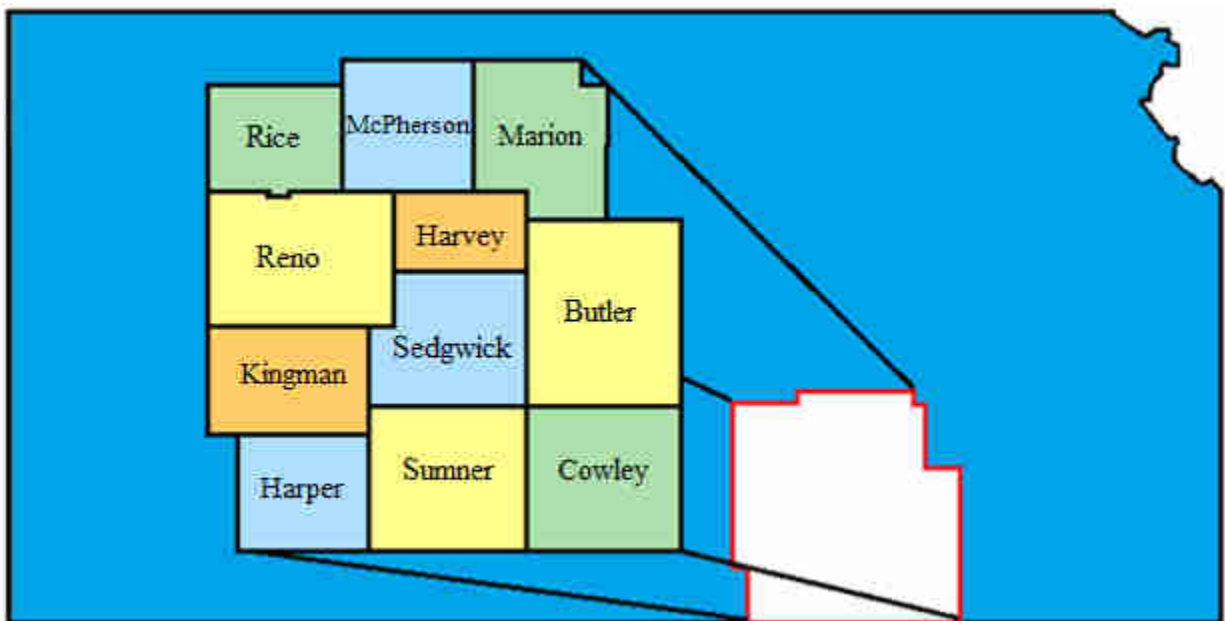 Rice
McPherson
Marion
Reno
Harvey
Butler
Kingman
Sedgwick
Harper
Sumner
Cowley